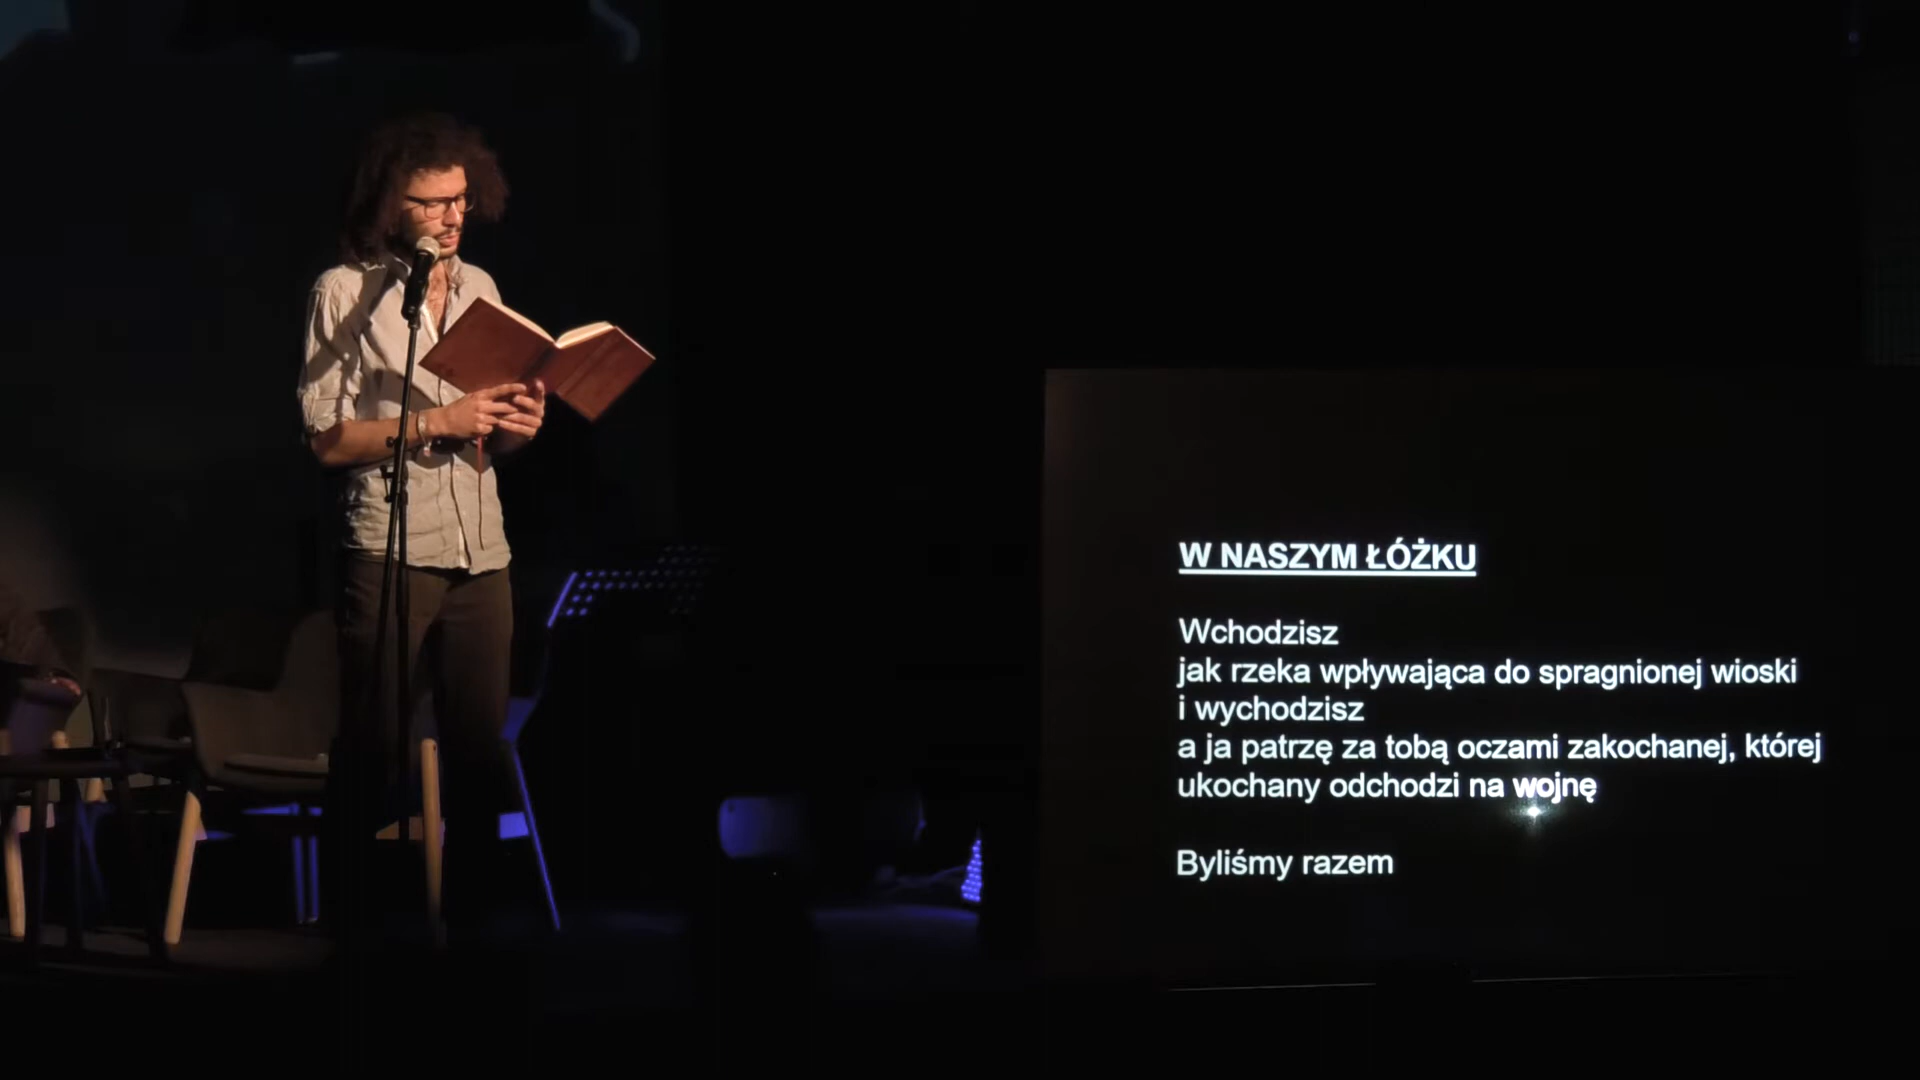 W NASZYM ŁÓŻKU
Wchodzisz
jak rzeka wpływająca do spragnionej wioski
i wychodzisz
a ja patrzę za tobą oczami zakochanej, której
ukochany odchodzi na wojnę
Byliśmy razem